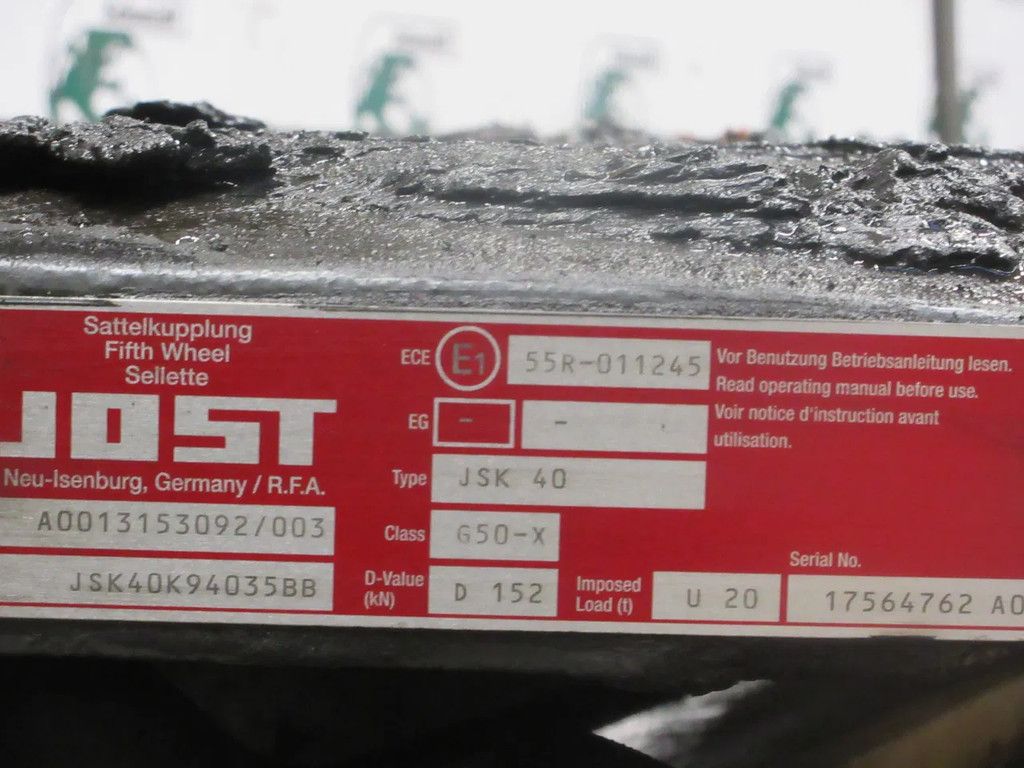 Sattelkupplung
Fifth Wheel
Sellette
JOST
Neu-Isenburg, Germany / R.F.A.
A0013153092/003
JSK40K94035BB
ECE E1 55R-011245
EG - -
Type JSK 40
Class G50-X
D-Value (kN) D 152
Imposed Load (t) U 20
Vor Benutzung Betriebsanleitung lesen.
Read operating manual before use.
Voir notice d'instruction avant
utilisation.
Serial No.
17564762 A0